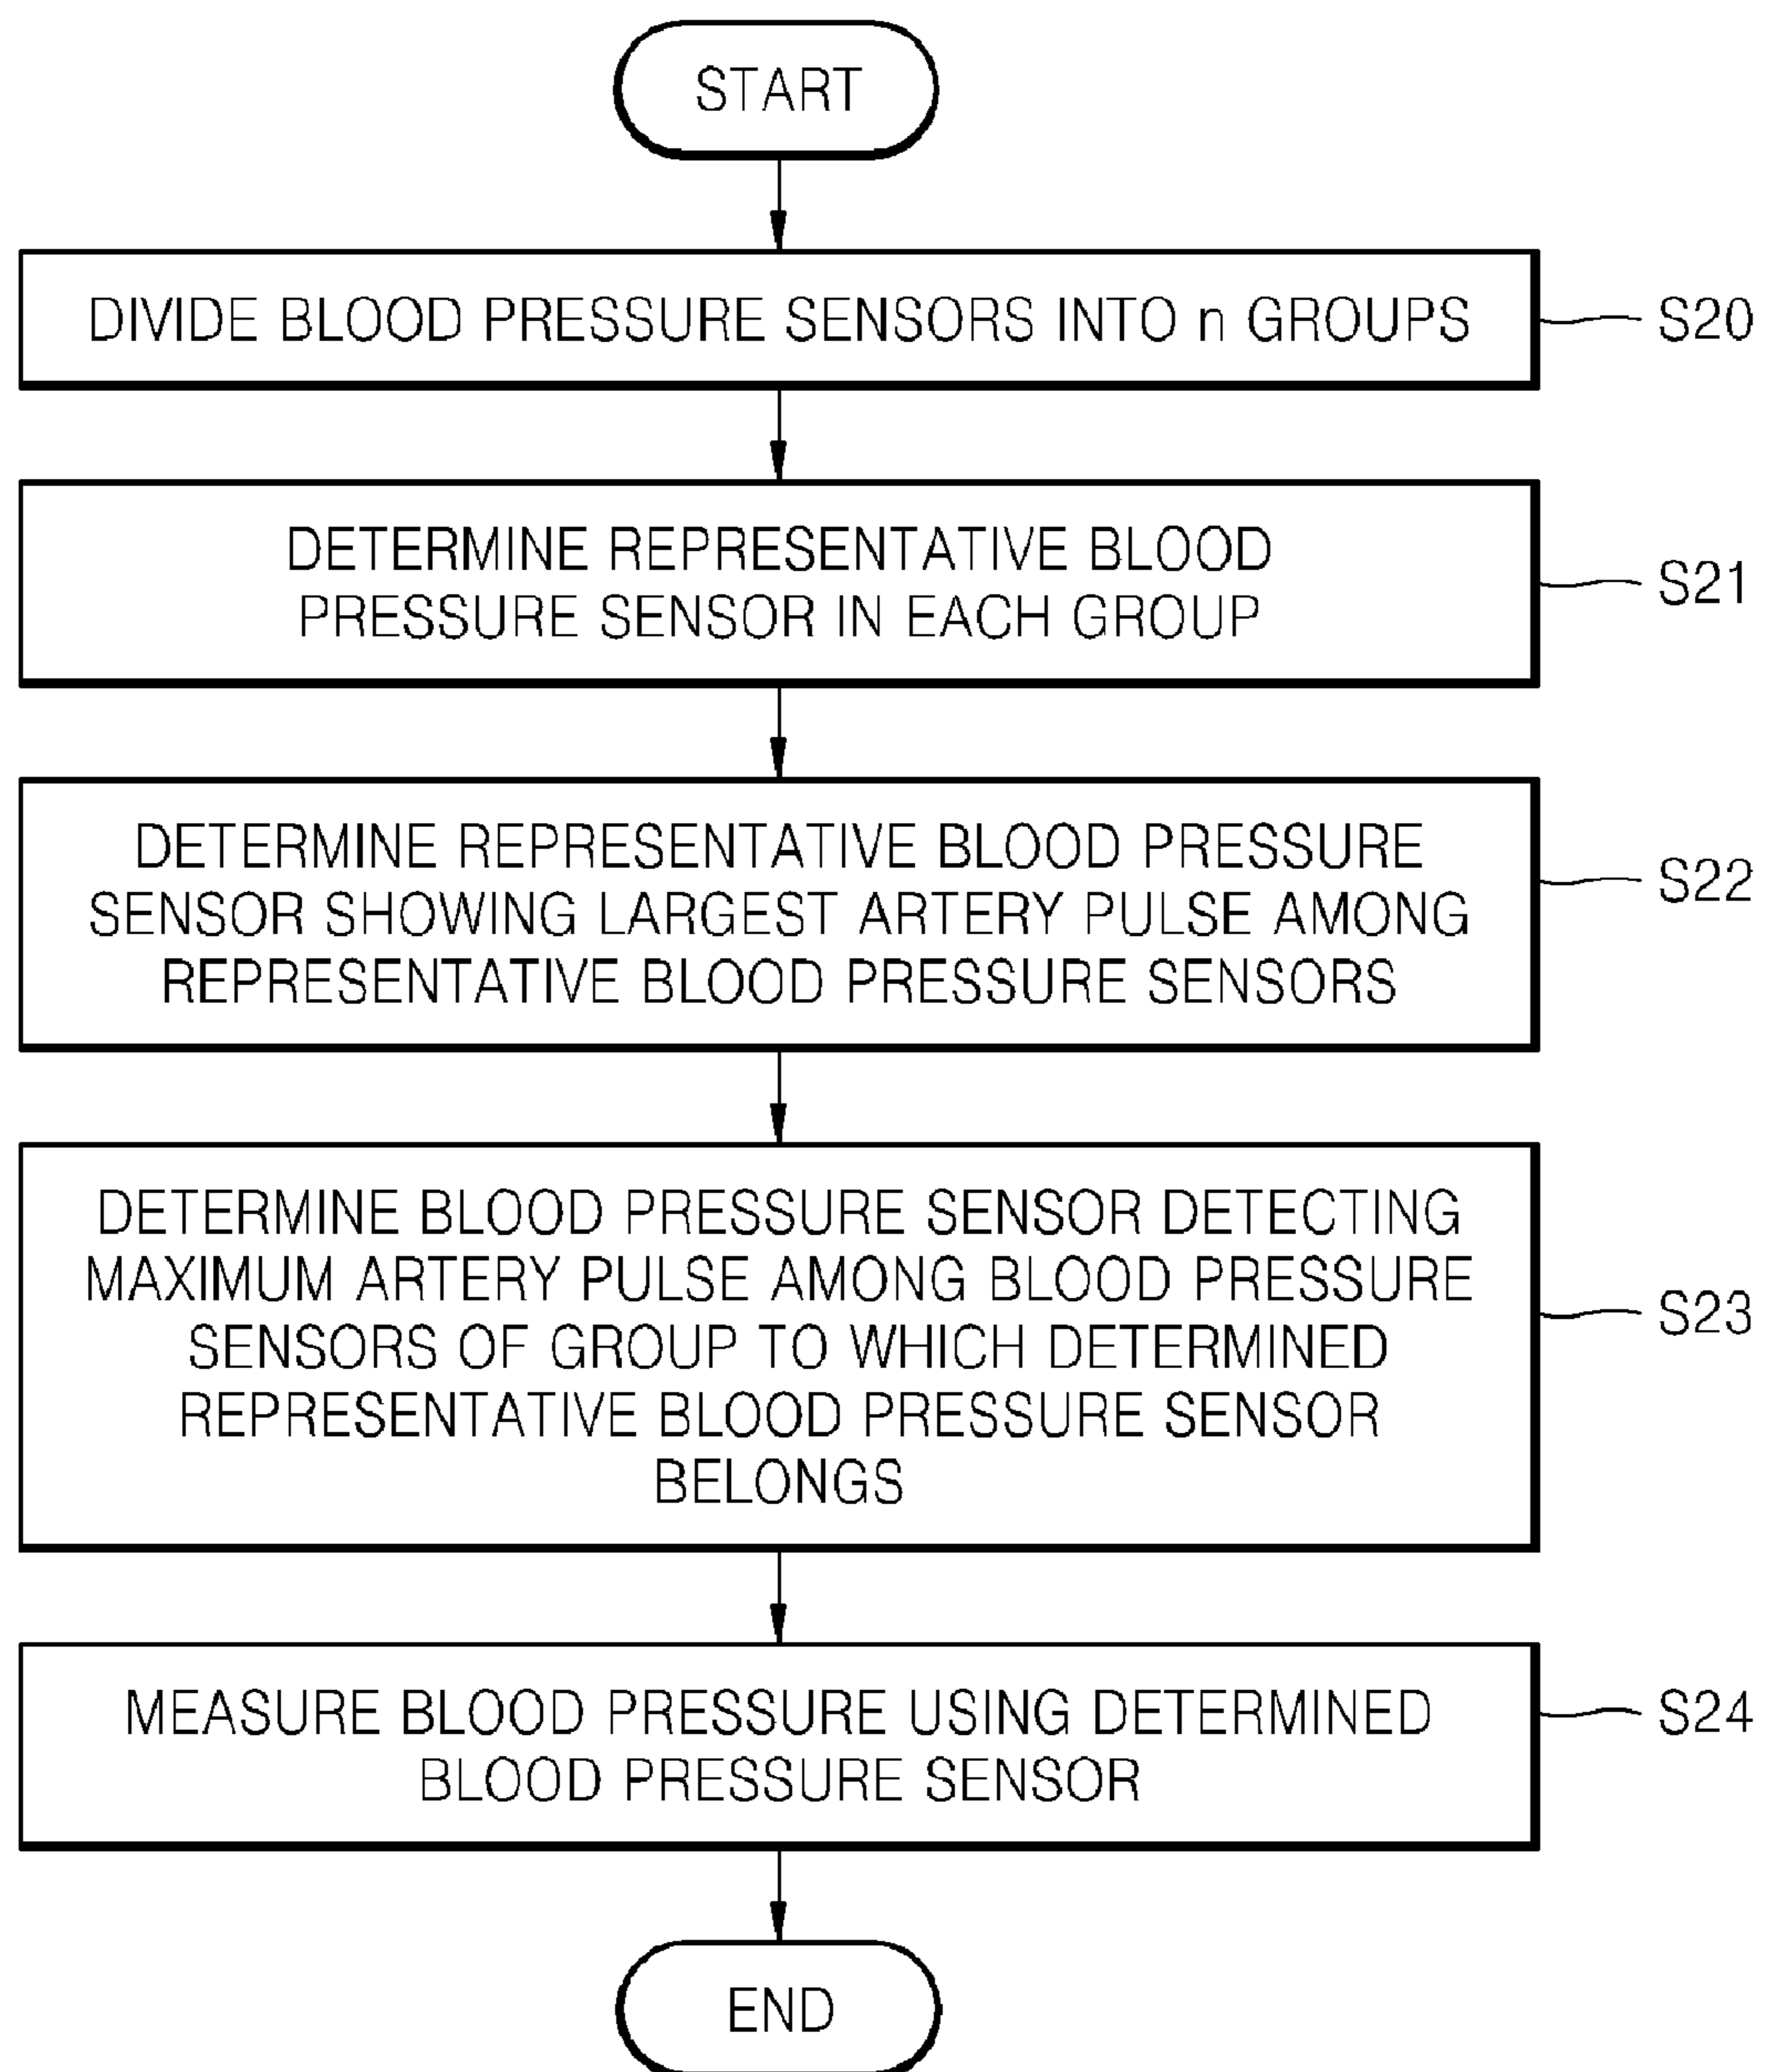 START
DIVIDE BLOOD PRESSURE SENSORS INTO n GROUPS
S20
DETERMINE REPRESENTATIVE BLOOD
PRESSURE SENSOR IN EACH GROUP
S21
DETERMINE REPRESENTATIVE BLOOD PRESSURE
SENSOR SHOWING LARGEST ARTERY PULSE AMONG
REPRESENTATIVE BLOOD PRESSURE SENSORS
S22
DETERMINE BLOOD PRESSURE SENSOR DETECTING
MAXIMUM ARTERY PULSE AMONG BLOOD PRESSURE
SENSORS OF GROUP TO WHICH DETERMINED
REPRESENTATIVE BLOOD PRESSURE SENSOR
BELONGS
S23
MEASURE BLOOD PRESSURE USING DETERMINED
BLOOD PRESSURE SENSOR
S24
END